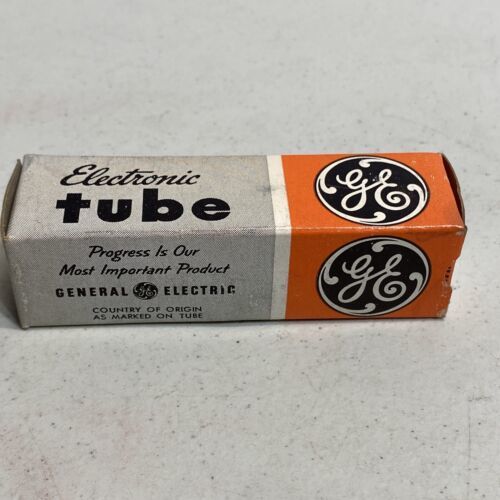 Electronic
tube
GE
Progress Is Our
Most Important Product
GENERAL GE ELECTRIC
COUNTRY OF ORIGIN
AS MARKED ON TUBE
GE